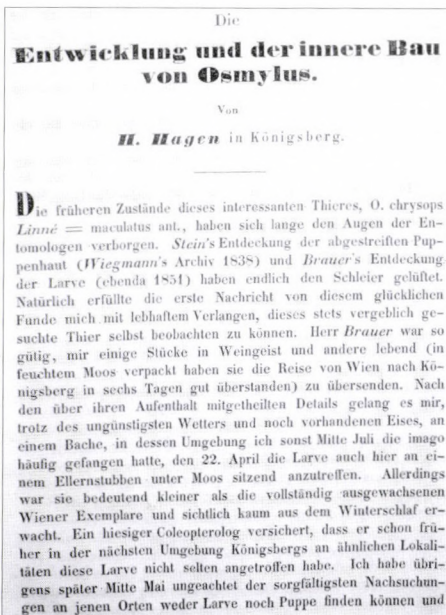 Die
Entwicklung und der innere Bau
von Osmylus.
Von
H. Hagen in Königsberg.
Die früheren Zustände dieses interessanten Thieres, O. chrysops
Linné = maculatus ant., haben sich lange den Augen der En-
tomologen verborgen. Stein's Entdeckung der abgestreiften Pup-
penhaut (Wiegmann's Archiv 1838) und Brauer's Entdeckung
der Larve (ebenda 1851) haben endlich den Schleier gelüftet.
Natürlich erfüllte die erste Nachricht von diesem glücklichen
Funde mich mit lebhaftem Verlangen, dieses stets vergeblich ge-
suchte Thier selbst beobachten zu können. Herr Brauer war so
gütig, mir einige Stücke in Weingeist und andere lebend (in
feuchtem Moos verpackt haben sie die Reise von Wien nach Kö-
nigsberg in sechs Tagen gut überstanden) zu übersenden. Nach
den über ihren Aufenthalt mitgetheilten Details gelang es mir,
trotz des ungünstigsten Wetters und noch vorhandenen Eises, an
einem Bache, in dessen Umgebung ich sonst Mitte Juli die imago
häufig gefangen hatte, den 22. April die Larve auch hier an ei-
nem Ellernstubben unter Moos sitzend anzutreffen. Allerdings
war sie bedeutend kleiner als die vollständig ausgewachsenen
Wiener Exemplare und sichtlich kaum aus dem Winterschlaf er-
wacht. Ein hiesiger Coleopterolog versichert, dass er schon frü-
her in der nächsten Umgebung Königsbergs an ähnlichen Lokali-
täten diese Larve nicht selten angetroffen habe. Ich habe übri-
gens später Mitte Mai ungeachtet der sorgfältigsten Nachsuchun-
gen an jenen Orten weder Larve noch Puppe finden können und